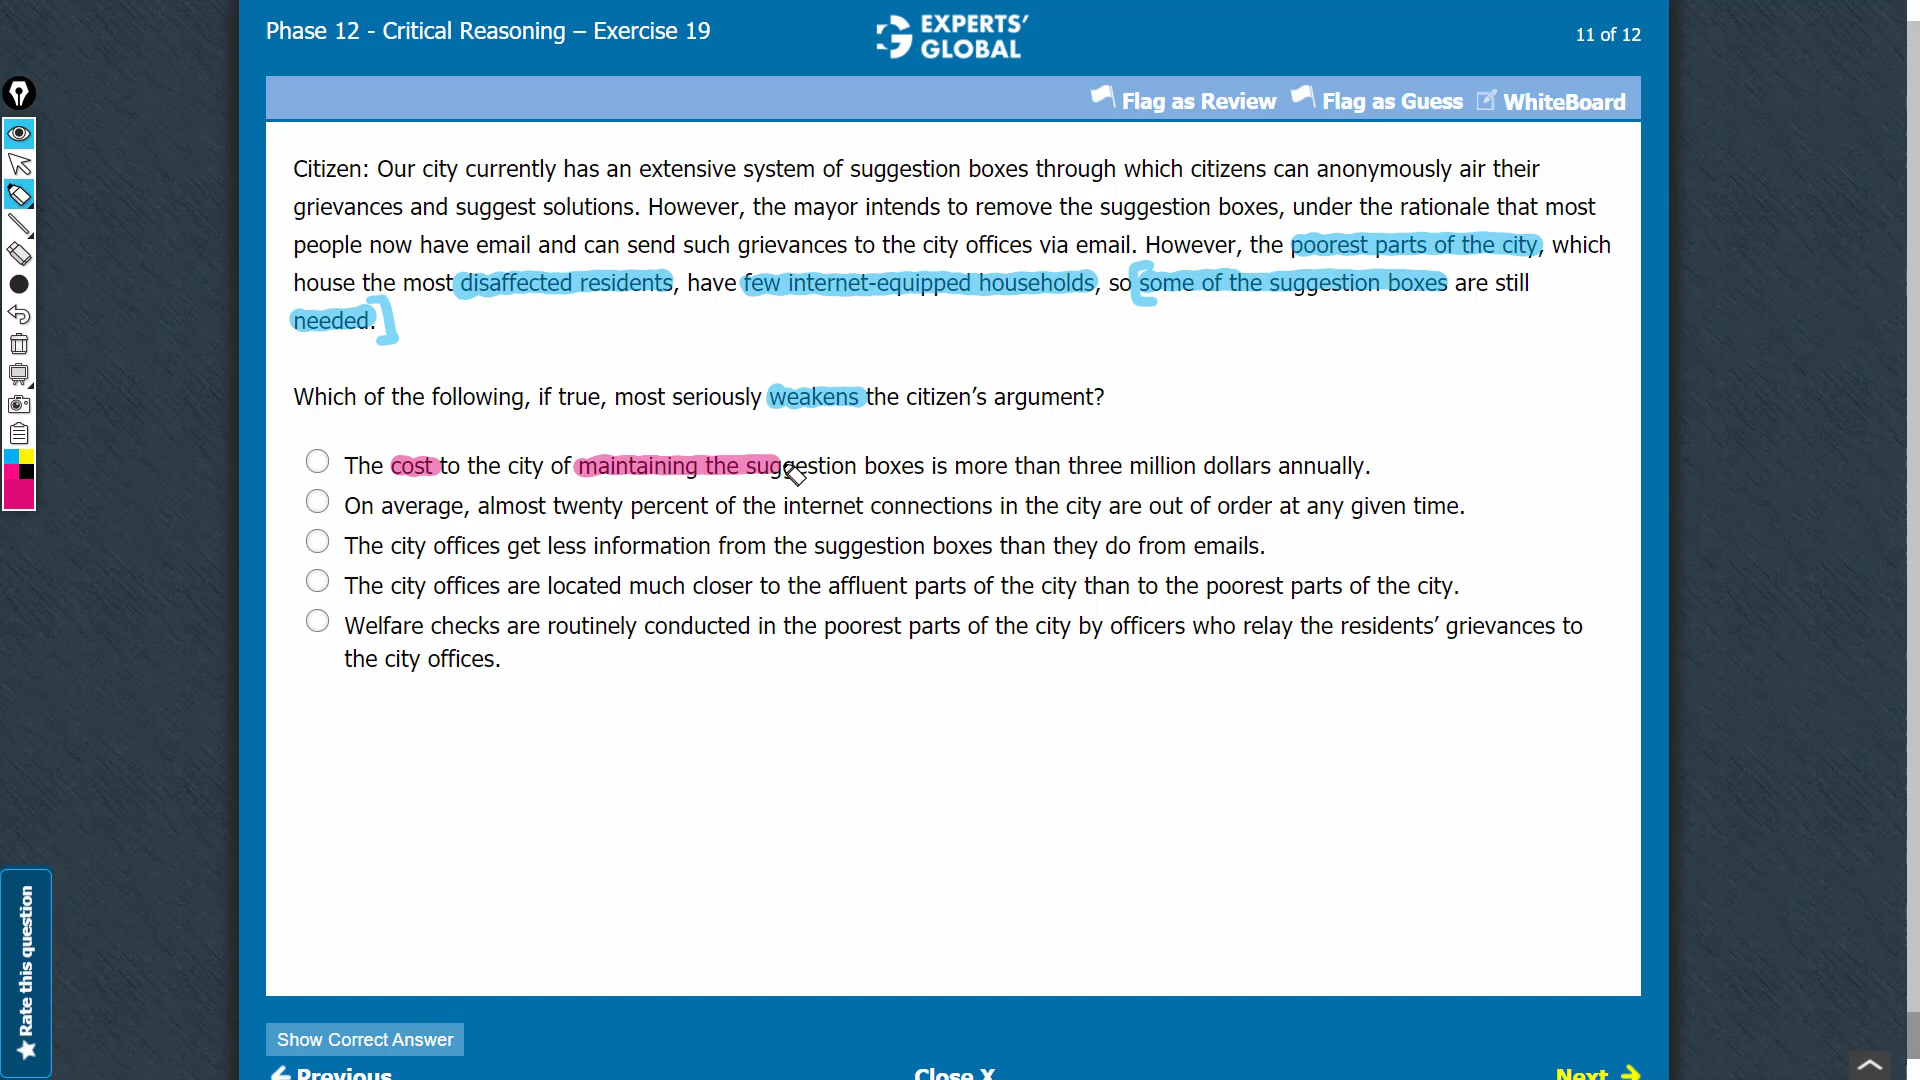 Phase 12 - Critical Reasoning – Exercise 19
EXPERTS'
GLOBAL
11 of 12
Flag as Review
Flag as Guess
WhiteBoard
Citizen: Our city currently has an extensive system of suggestion boxes through which citizens can anonymously air their
grievances and suggest solutions. However, the mayor intends to remove the suggestion boxes, under the rationale that most
people now have email and can send such grievances to the city offices via email. However, the poorest parts of the city, which
house the most disaffected residents, have few internet-equipped households, so some of the suggestion boxes are still
needed.
Which of the following, if true, most seriously weakens the citizen's argument?
The cost to the city of maintaining the suggestion boxes is more than three million dollars annually.
On average, almost twenty percent of the internet connections in the city are out of order at any given time.
The city offices get less information from the suggestion boxes than they do from emails.
The city offices are located much closer to the affluent parts of the city than to the poorest parts of the city.
Welfare checks are routinely conducted in the poorest parts of the city by officers who relay the residents' grievances to
the city offices.
Rate this question
Show Correct Answer
Previous
Close X
Next